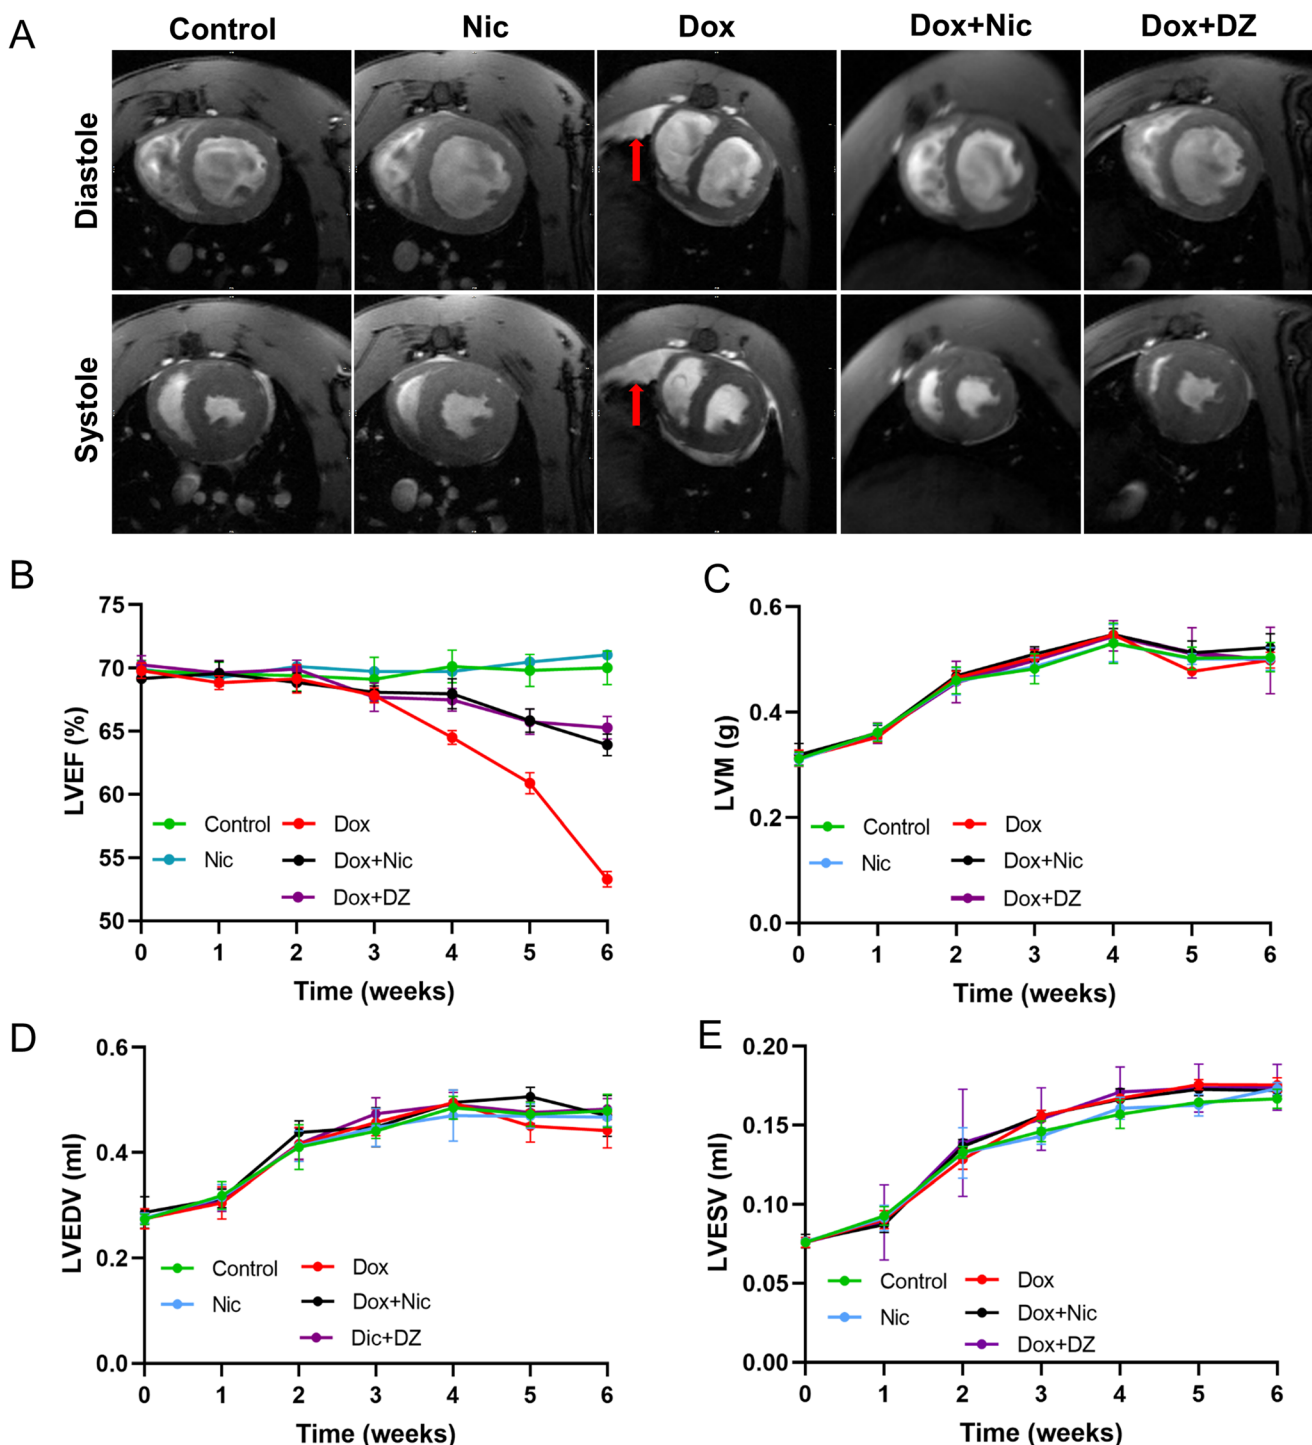 A
Control Nic Dox Dox+Nic Dox+DZ
Diastole
Systole
B
75
70
65
60
55
50
LVEF (%)
Control Dox
Nic Dox+Nic
Dox+DZ
0 1 2 3 4 5 6
Time (weeks)
C
0.6
0.4
0.2
0.0
LVM (g)
Control Dox
Nic Dox+Nic
Dox+DZ
0 1 2 3 4 5 6
Time (weeks)
D
0.6
0.4
0.2
0.0
LVEDV (ml)
Control Dox
Nic Dox+Nic
Dic+DZ
0 1 2 3 4 5 6
Time (weeks)
E
0.20
0.15
0.10
0.05
0.00
LVESV (ml)
Control Dox
Nic Dox+Nic
Dox+DZ
0 1 2 3 4 5 6
Time (weeks)